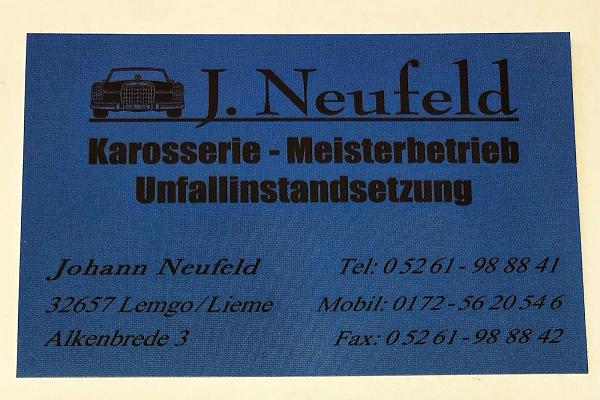 J. Neufeld
Karosserie - Meisterbetrieb
Unfallinstandsetzung
Johann Neufeld
Tel: 0 52 61 - 98 88 41
32657 Lemgo/Lieme
Mobil: 0172 - 56 20 54 6
Alkenbrede 3
Fax: 0 52 61 - 98 88 42